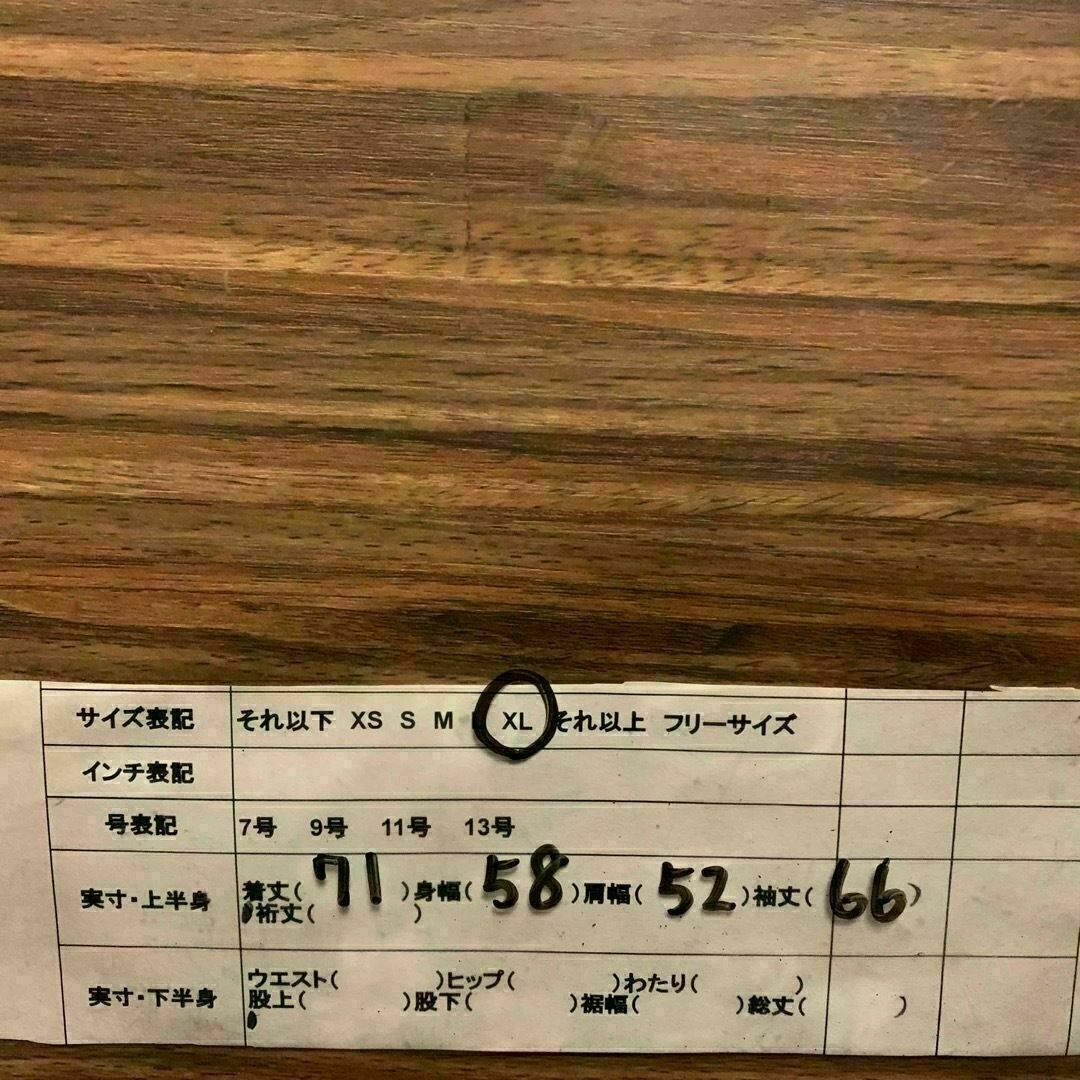 サイズ表記 それ以下 XS S M XL それ以上 フリーサイズ
インチ表記
号表記 7号 9号 11号 13号
実寸・上半身 着丈( 71 )身幅( 58 )肩幅( 52 )袖丈( 66 )
裄丈( )
実寸・下半身 ウエスト( )ヒップ( )わたり( )
股上( )股下( )裾幅( )総丈( )